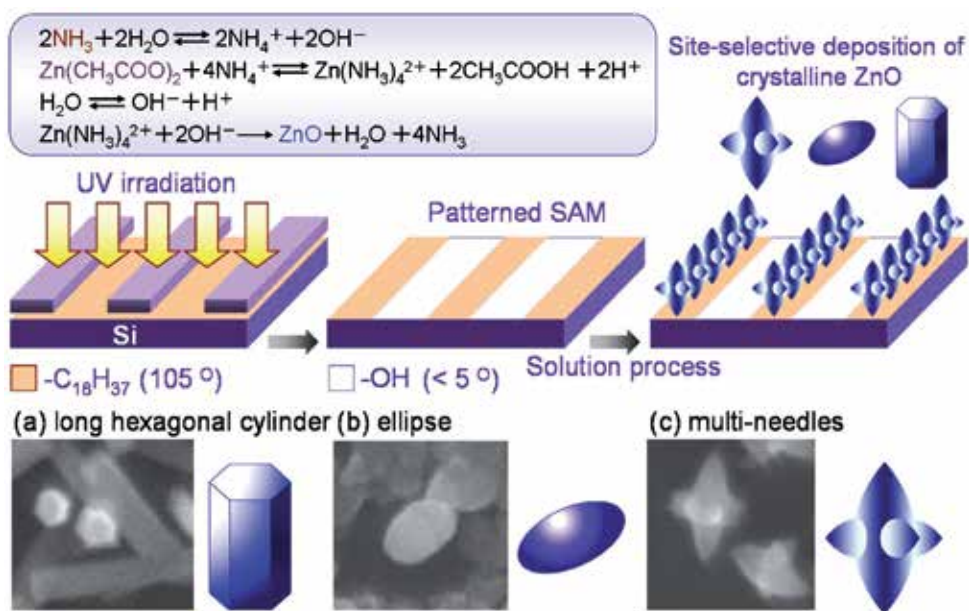 2NH₃+2H₂O⇌2NH₄⁺+2OH⁻
Zn(CH₃COO)₂+4NH₄⁺⇌Zn(NH₃)₄²⁺+2CH₃COOH +2H⁺
H₂O⇌OH⁻+H⁺
Zn(NH₃)₄²⁺+2OH⁻→ZnO+H₂O +4NH₃
Site-selective deposition of
crystalline ZnO
UV irradiation
Patterned SAM
Si
Solution process
-C₁₈H₃₇ (105 º)
-OH (< 5 º)
(a) long hexagonal cylinder
(b) ellipse
(c) multi-needles